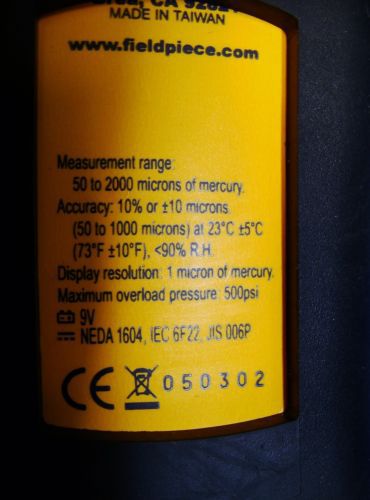 MADE IN TAIWAN
www.fieldpiece.com
Measurement range:
50 to 2000 microns of mercury.
Accuracy: 10% or ±10 microns.
(50 to 1000 microns) at 23°C ±5°C
(73°F ±10°F), <90% R.H.
Display resolution: 1 micron of mercury.
Maximum overload pressure: 500psi
9V
NEDA 1604, IEC 6F22, JIS 006P
CE 050302